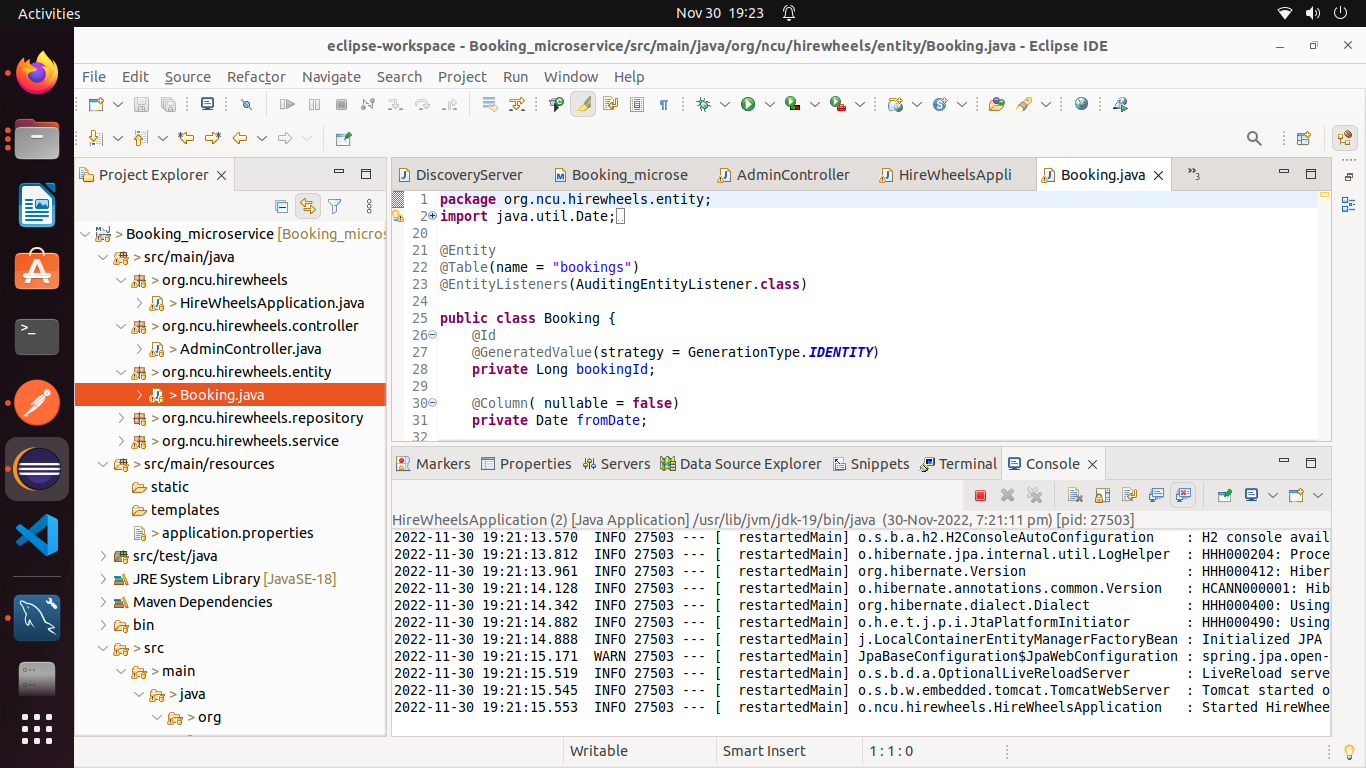 Activities
Nov 30 19:23
eclipse-workspace - Booking_microservice/src/main/java/org/ncu/hirewheels/entity/Booking.java - Eclipse IDE
File Edit Source Refactor Navigate Search Project Run Window Help
Project Explorer
> Booking_microservice [Booking_micros
> src/main/java
> org.ncu.hirewheels
> HireWheelsApplication.java
> org.ncu.hirewheels.controller
> AdminController.java
> org.ncu.hirewheels.entity
> Booking.java
> org.ncu.hirewheels.repository
> org.ncu.hirewheels.service
> src/main/resources
static
templates
> application.properties
src/test/java
JRE System Library [JavaSE-18]
Maven Dependencies
bin
> src
> main
> java
> org
DiscoveryServer Booking_microse AdminController HireWheelsAppli Booking.java »3
1 package org.ncu.hirewheels.entity;
2 import java.util.Date;
20
21 @Entity
22 @Table(name = "bookings")
23 @EntityListeners(AuditingEntityListener.class)
24
25 public class Booking {
26 @Id
27 @GeneratedValue(strategy = GenerationType.IDENTITY)
28 private Long bookingId;
29
30 @Column( nullable = false)
31 private Date fromDate;
32
Markers Properties Servers Data Source Explorer Snippets Terminal Console
HireWheelsApplication (2) [Java Application] /usr/lib/jvm/jdk-19/bin/java (30-Nov-2022, 7:21:11 pm) [pid: 27503]
2022-11-30 19:21:13.570 INFO 27503 --- [ restartedMain] o.s.b.a.h2.H2ConsoleAutoConfiguration : H2 console avail
2022-11-30 19:21:13.812 INFO 27503 --- [ restartedMain] o.hibernate.jpa.internal.util.LogHelper : HHH000204: Proce
2022-11-30 19:21:13.961 INFO 27503 --- [ restartedMain] org.hibernate.Version : HHH000412: Hiber
2022-11-30 19:21:14.128 INFO 27503 --- [ restartedMain] o.hibernate.annotations.common.Version : HCANN000001: Hib
2022-11-30 19:21:14.342 INFO 27503 --- [ restartedMain] org.hibernate.dialect.Dialect : HHH000400: Using
2022-11-30 19:21:14.882 INFO 27503 --- [ restartedMain] o.h.e.t.j.p.i.JtaPlatformInitiator : HHH000490: Using
2022-11-30 19:21:14.888 INFO 27503 --- [ restartedMain] j.LocalContainerEntityManagerFactoryBean : Initialized JPA
2022-11-30 19:21:15.171 WARN 27503 --- [ restartedMain] JpaBaseConfiguration$JpaWebConfiguration : spring.jpa.open-
2022-11-30 19:21:15.519 INFO 27503 --- [ restartedMain] o.s.b.d.a.OptionalLiveReloadServer : LiveReload serve
2022-11-30 19:21:15.545 INFO 27503 --- [ restartedMain] o.s.b.w.embedded.tomcat.TomcatWebServer : Tomcat started o
2022-11-30 19:21:15.553 INFO 27503 --- [ restartedMain] o.ncu.hirewheels.HireWheelsApplication : Started HireWhee
Writable Smart Insert 1 : 1 : 0